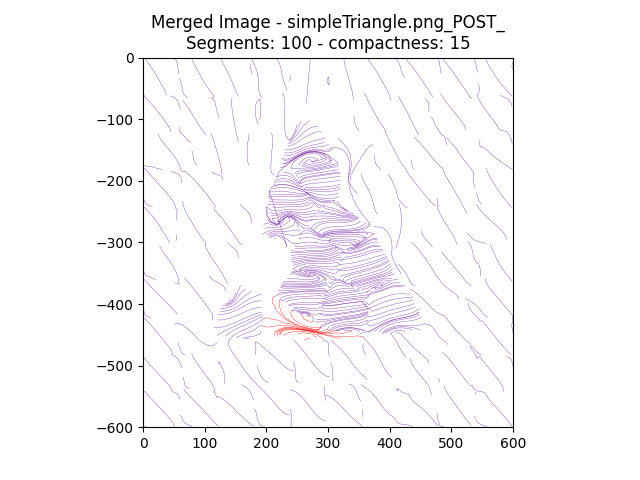 Merged Image - simpleTriangle.png_POST_
Segments: 100 - compactness: 15
0
−100
−200
−300
−400
−500
−600
0 100 200 300 400 500 600